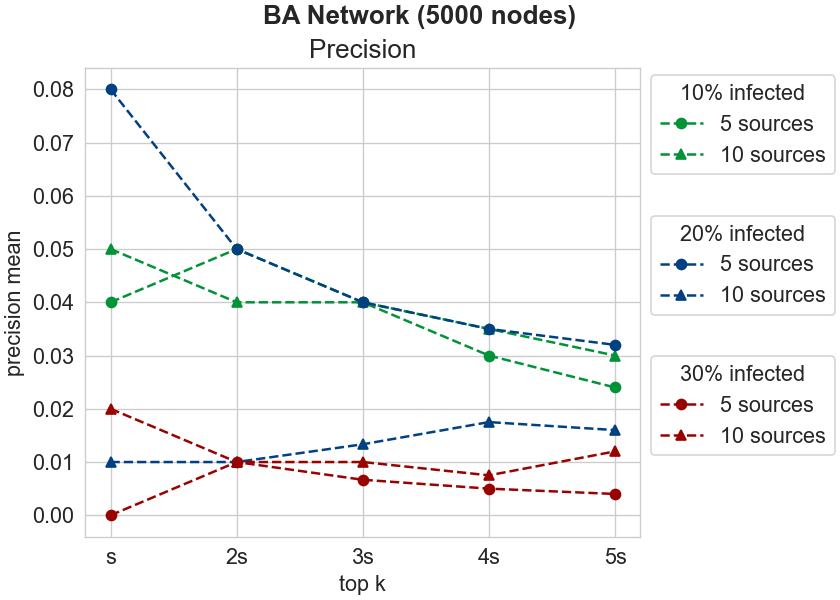 BA Network (5000 nodes)
Precision
precision mean
0.08
0.07
0.06
0.05
0.04
0.03
0.02
0.01
0.00
s 2s 3s 4s 5s
top k
10% infected
5 sources
10 sources
20% infected
5 sources
10 sources
30% infected
5 sources
10 sources